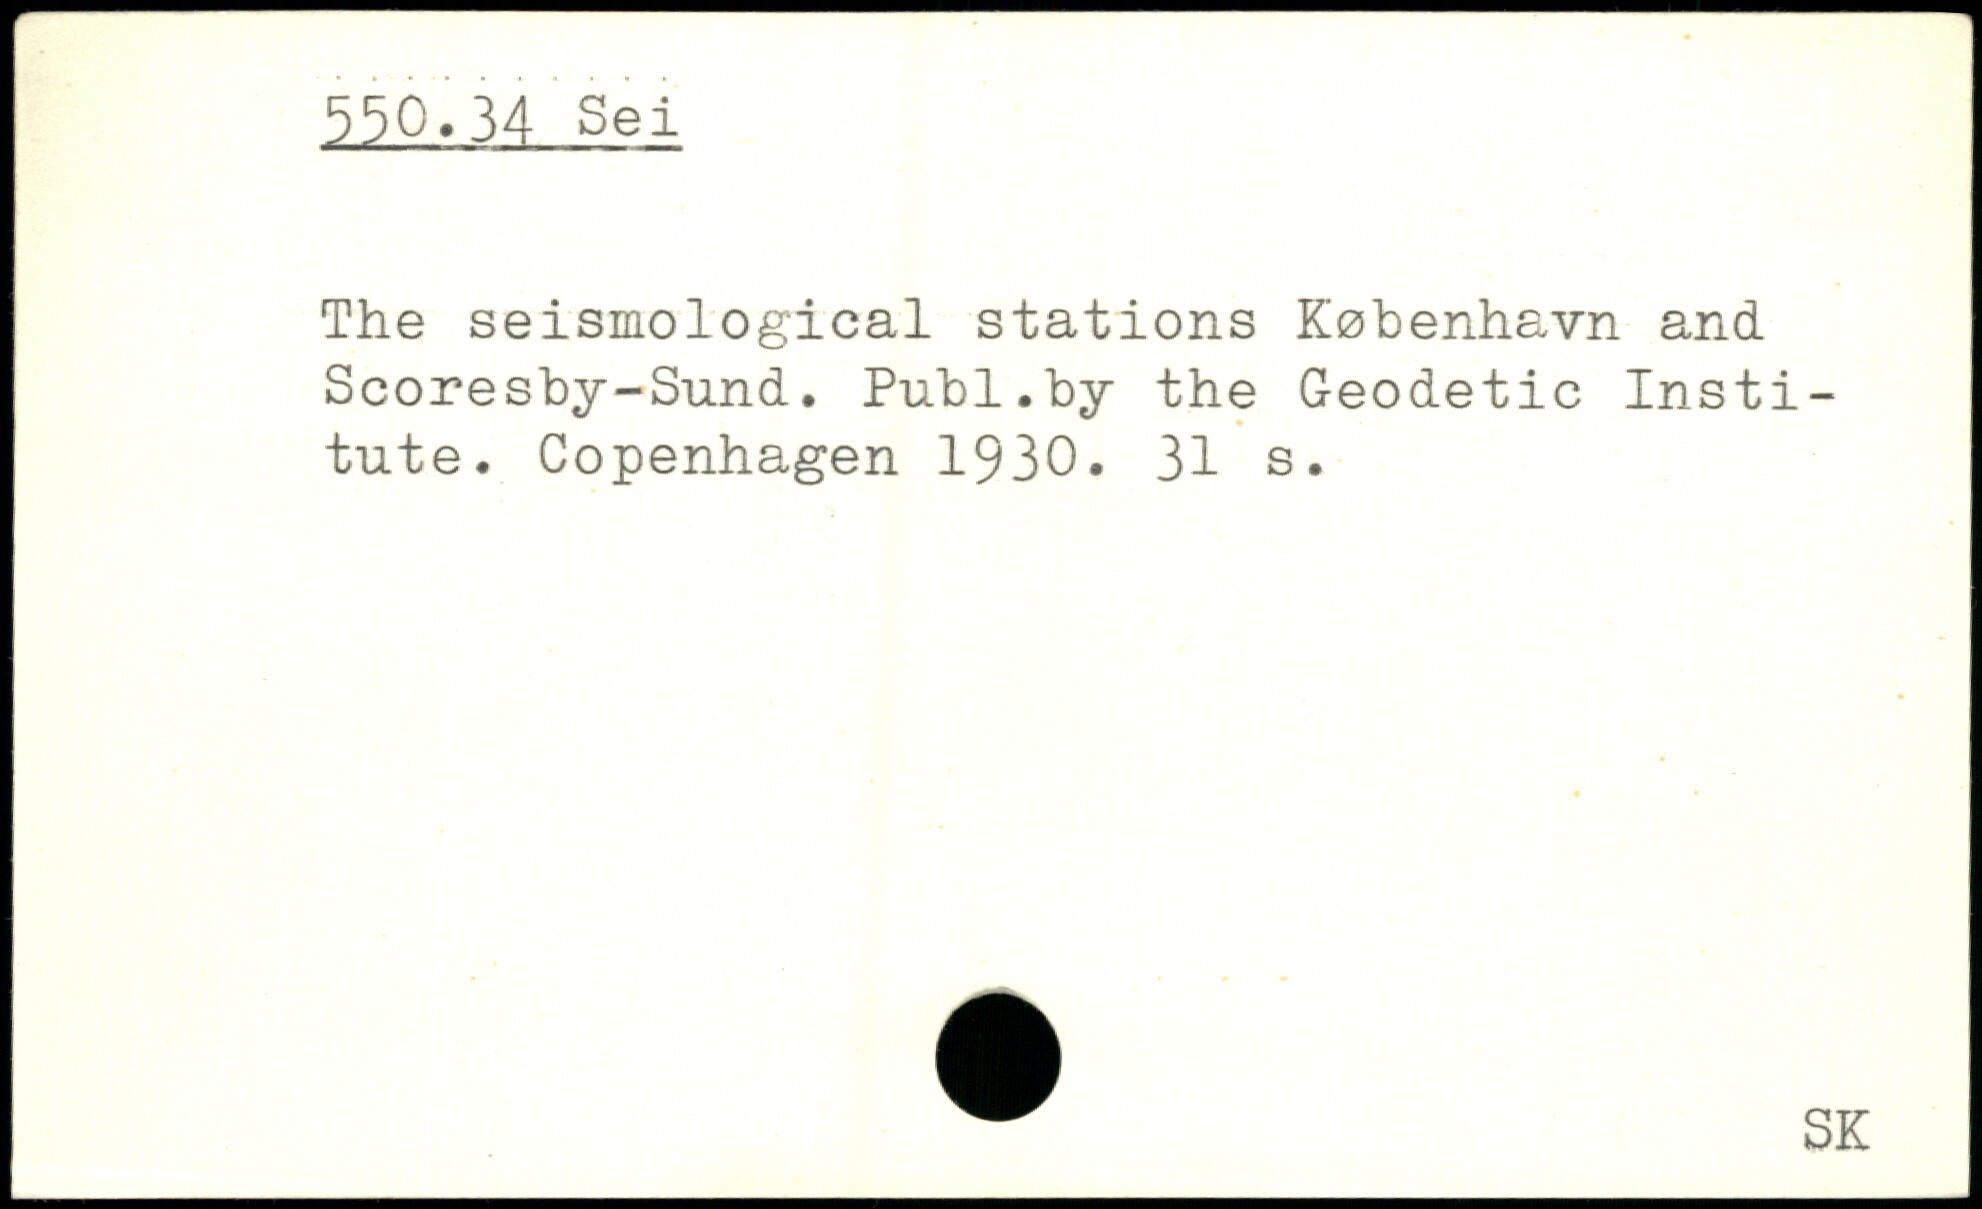 550.34 Sei
The seismological stations København and
Scoresby-Sund. Publ.by the Geodetic Insti-
tute. Copenhagen 1930. 31 s.
SK